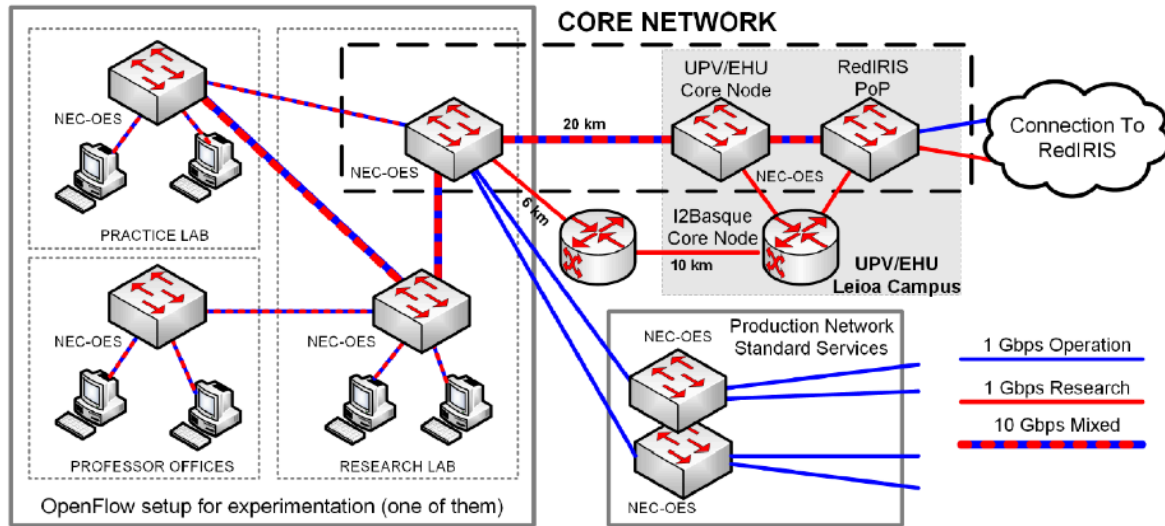 CORE NETWORK
NEC-OES
PRACTICE LAB
NEC-OES
PROFESSOR OFFICES
NEC-OES
RESEARCH LAB
OpenFlow setup for experimentation (one of them)
NEC-OES
20 km
6 km
10 km
UPV/EHU
Core Node
RedIRIS
PoP
NEC-OES
I2Basque
Core Node
UPV/EHU
Leioa Campus
Connection To
RedIRIS
NEC-OES
Production Network
Standard Services
NEC-OES
1 Gbps Operation
1 Gbps Research
10 Gbps Mixed